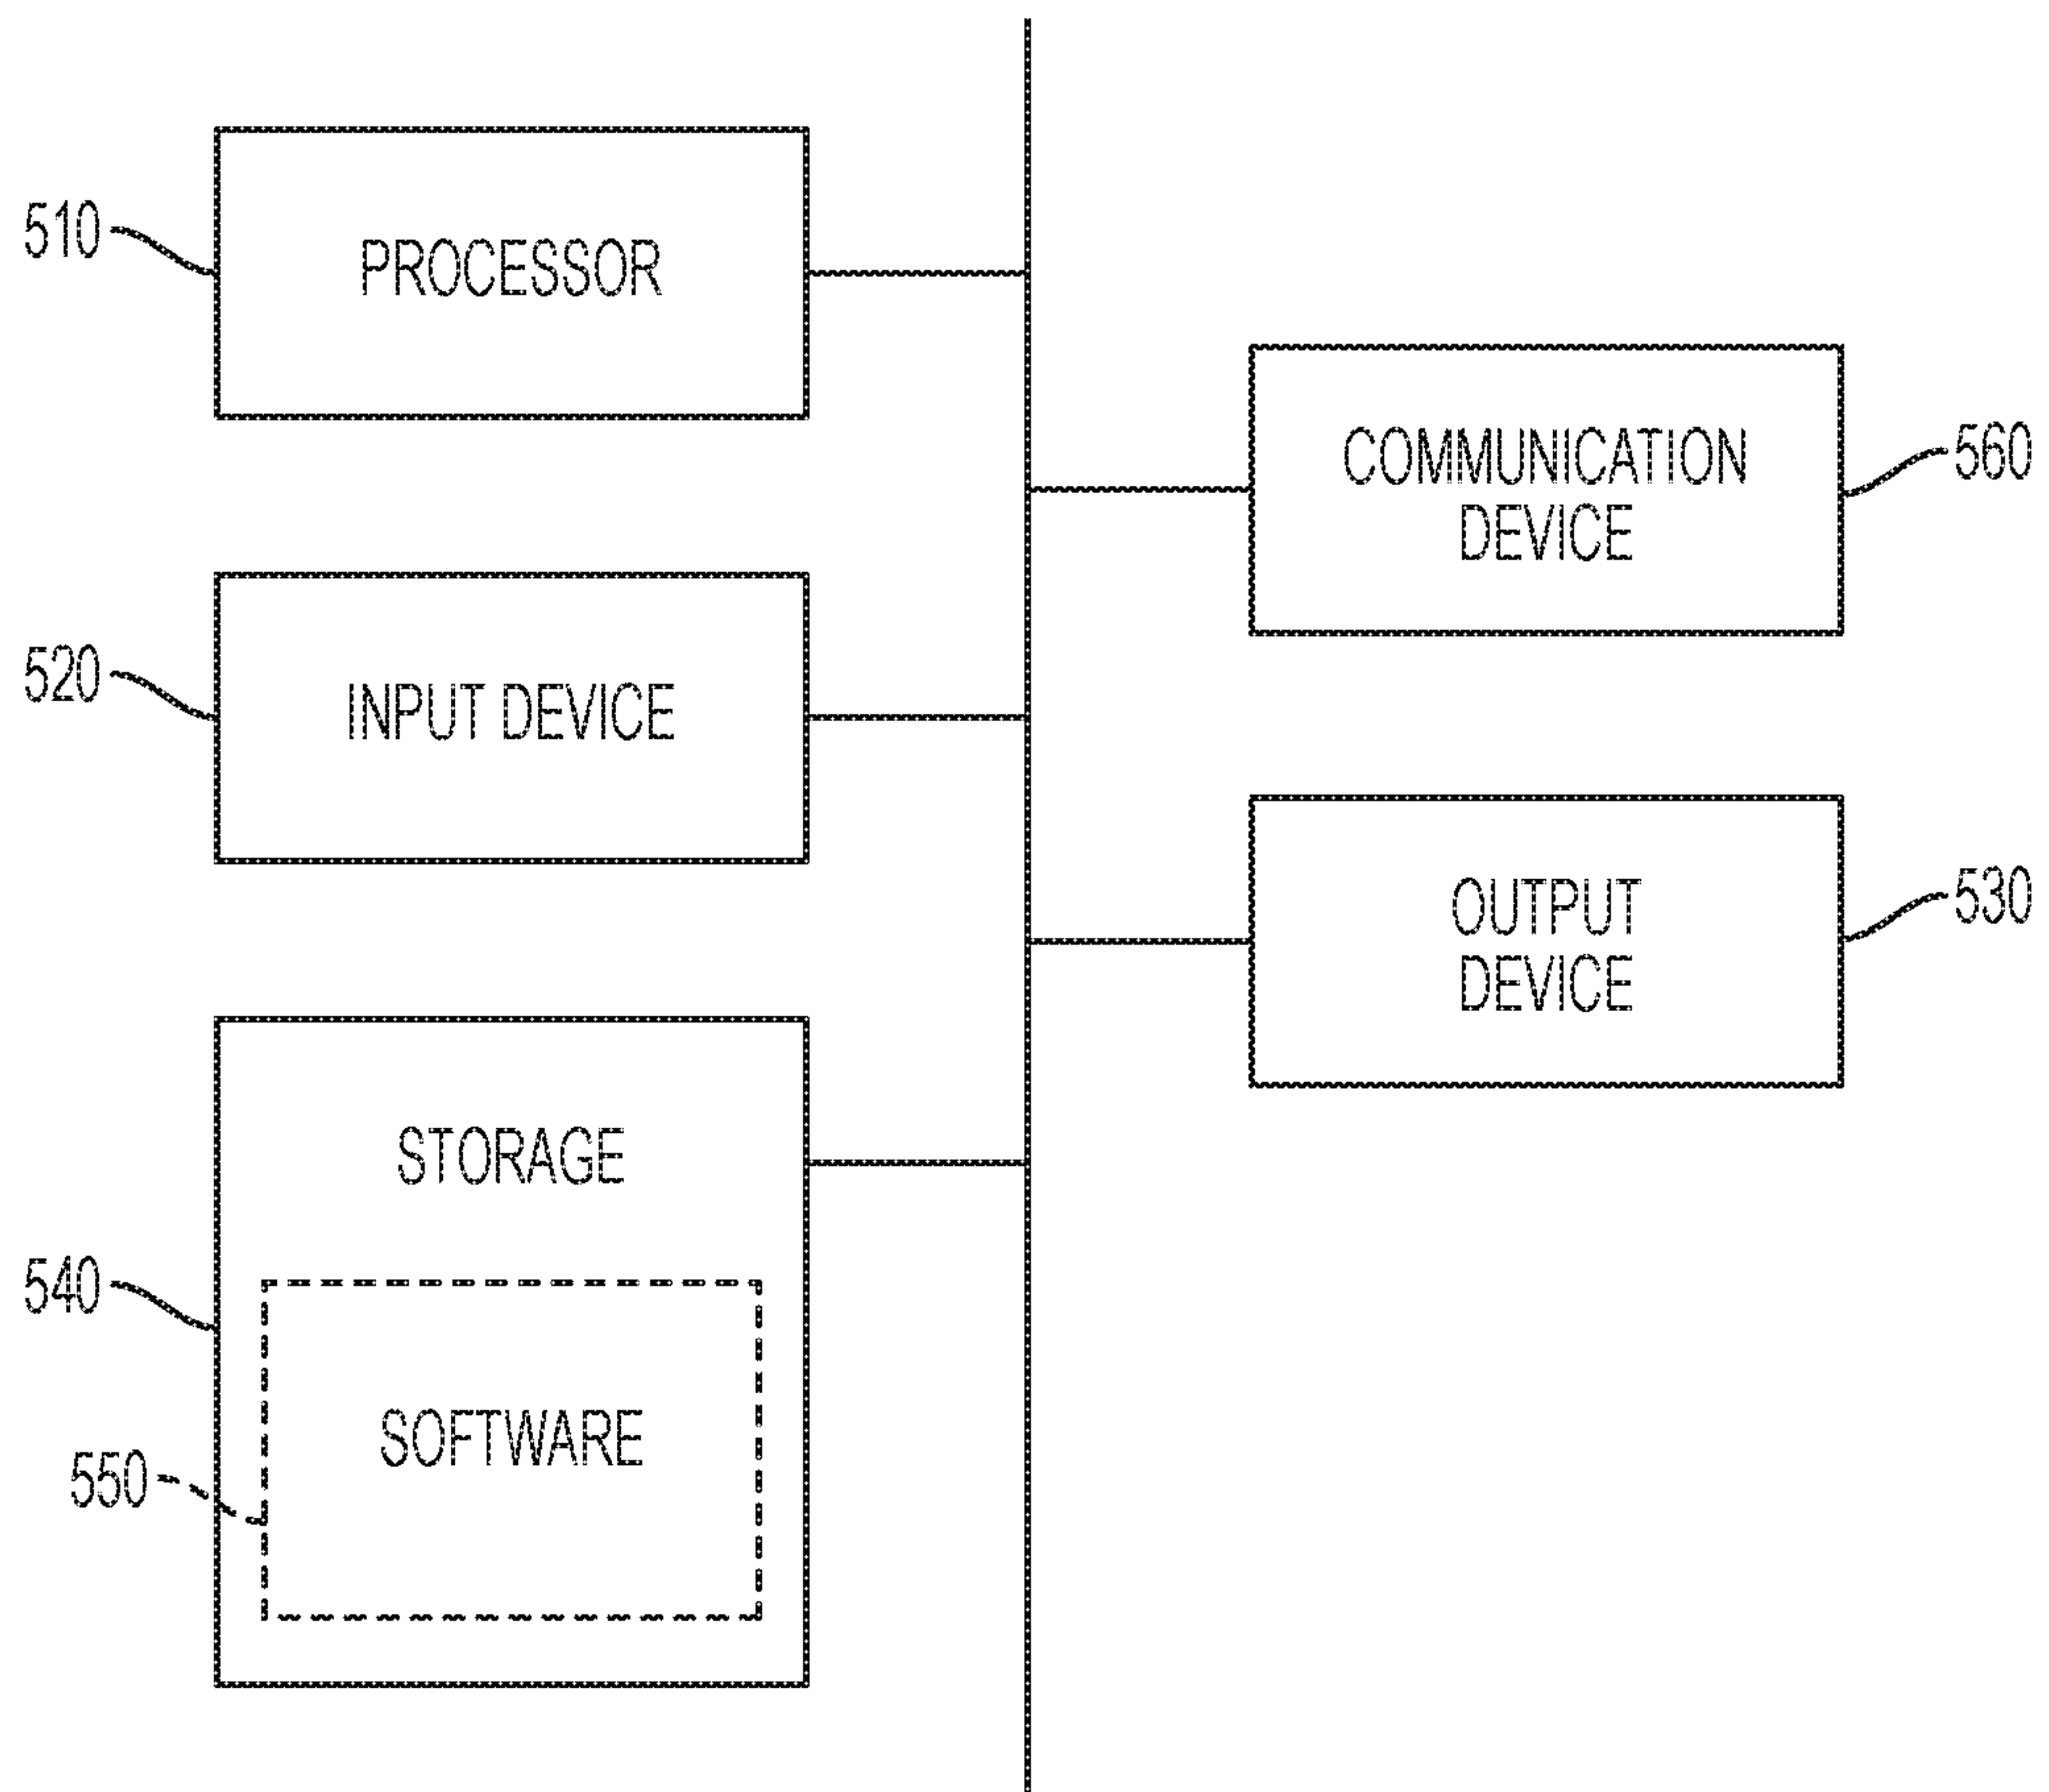 510
PROCESSOR
COMMUNICATION
DEVICE
560
520
INPUT DEVICE
OUTPUT
DEVICE
530
STORAGE
540
SOFTWARE
550